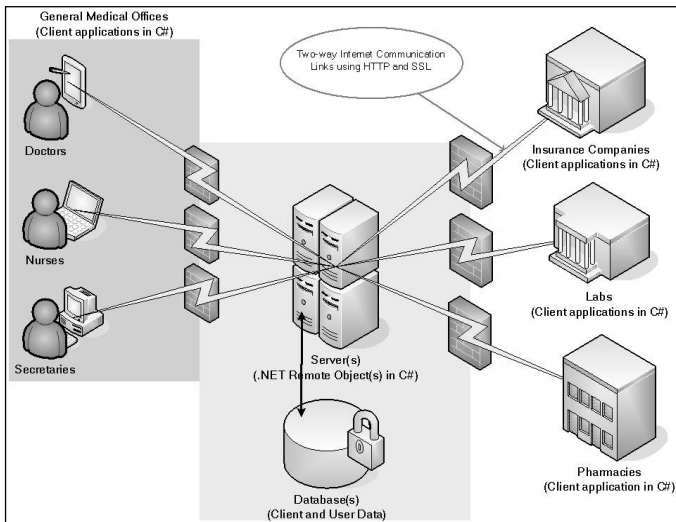 General Medical Offices
(Client applications in C#)
Doctors
Nurses
Secretaries
Two-way Internet Communication
Links using HTTP and SSL
Server(s)
(.NET Remote Object(s) in C#)
Database(s)
(Client and User Data)
Insurance Companies
(Client applications in C#)
Labs
(Client applications in C#)
Pharmacies
(Client application in C#)